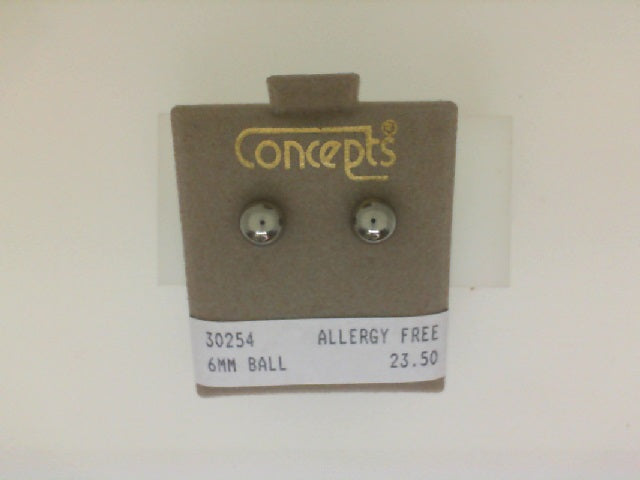 Concepts®
30254 ALLERGY FREE
6MM BALL 23.50